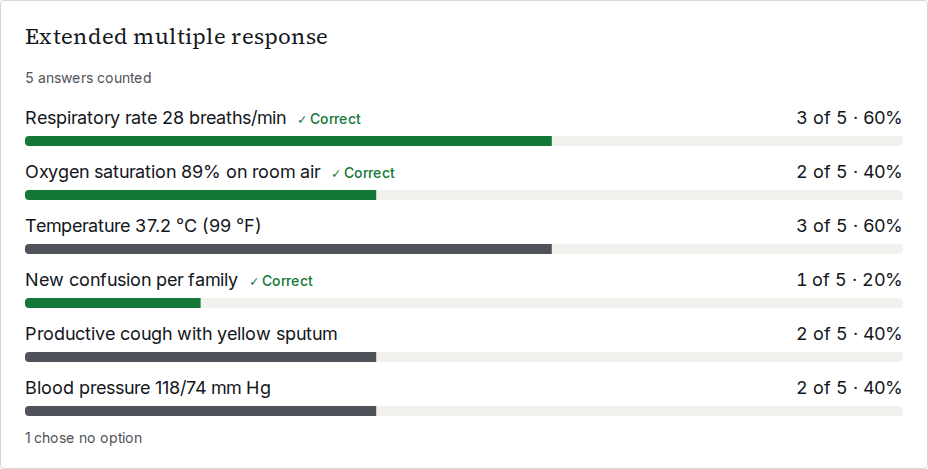 Extended multiple response
5 answers counted
Respiratory rate 28 breaths/min ✓ Correct 3 of 5 · 60%
Oxygen saturation 89% on room air ✓ Correct 2 of 5 · 40%
Temperature 37.2 °C (99 °F) 3 of 5 · 60%
New confusion per family ✓ Correct 1 of 5 · 20%
Productive cough with yellow sputum 2 of 5 · 40%
Blood pressure 118/74 mm Hg 2 of 5 · 40%
1 chose no option